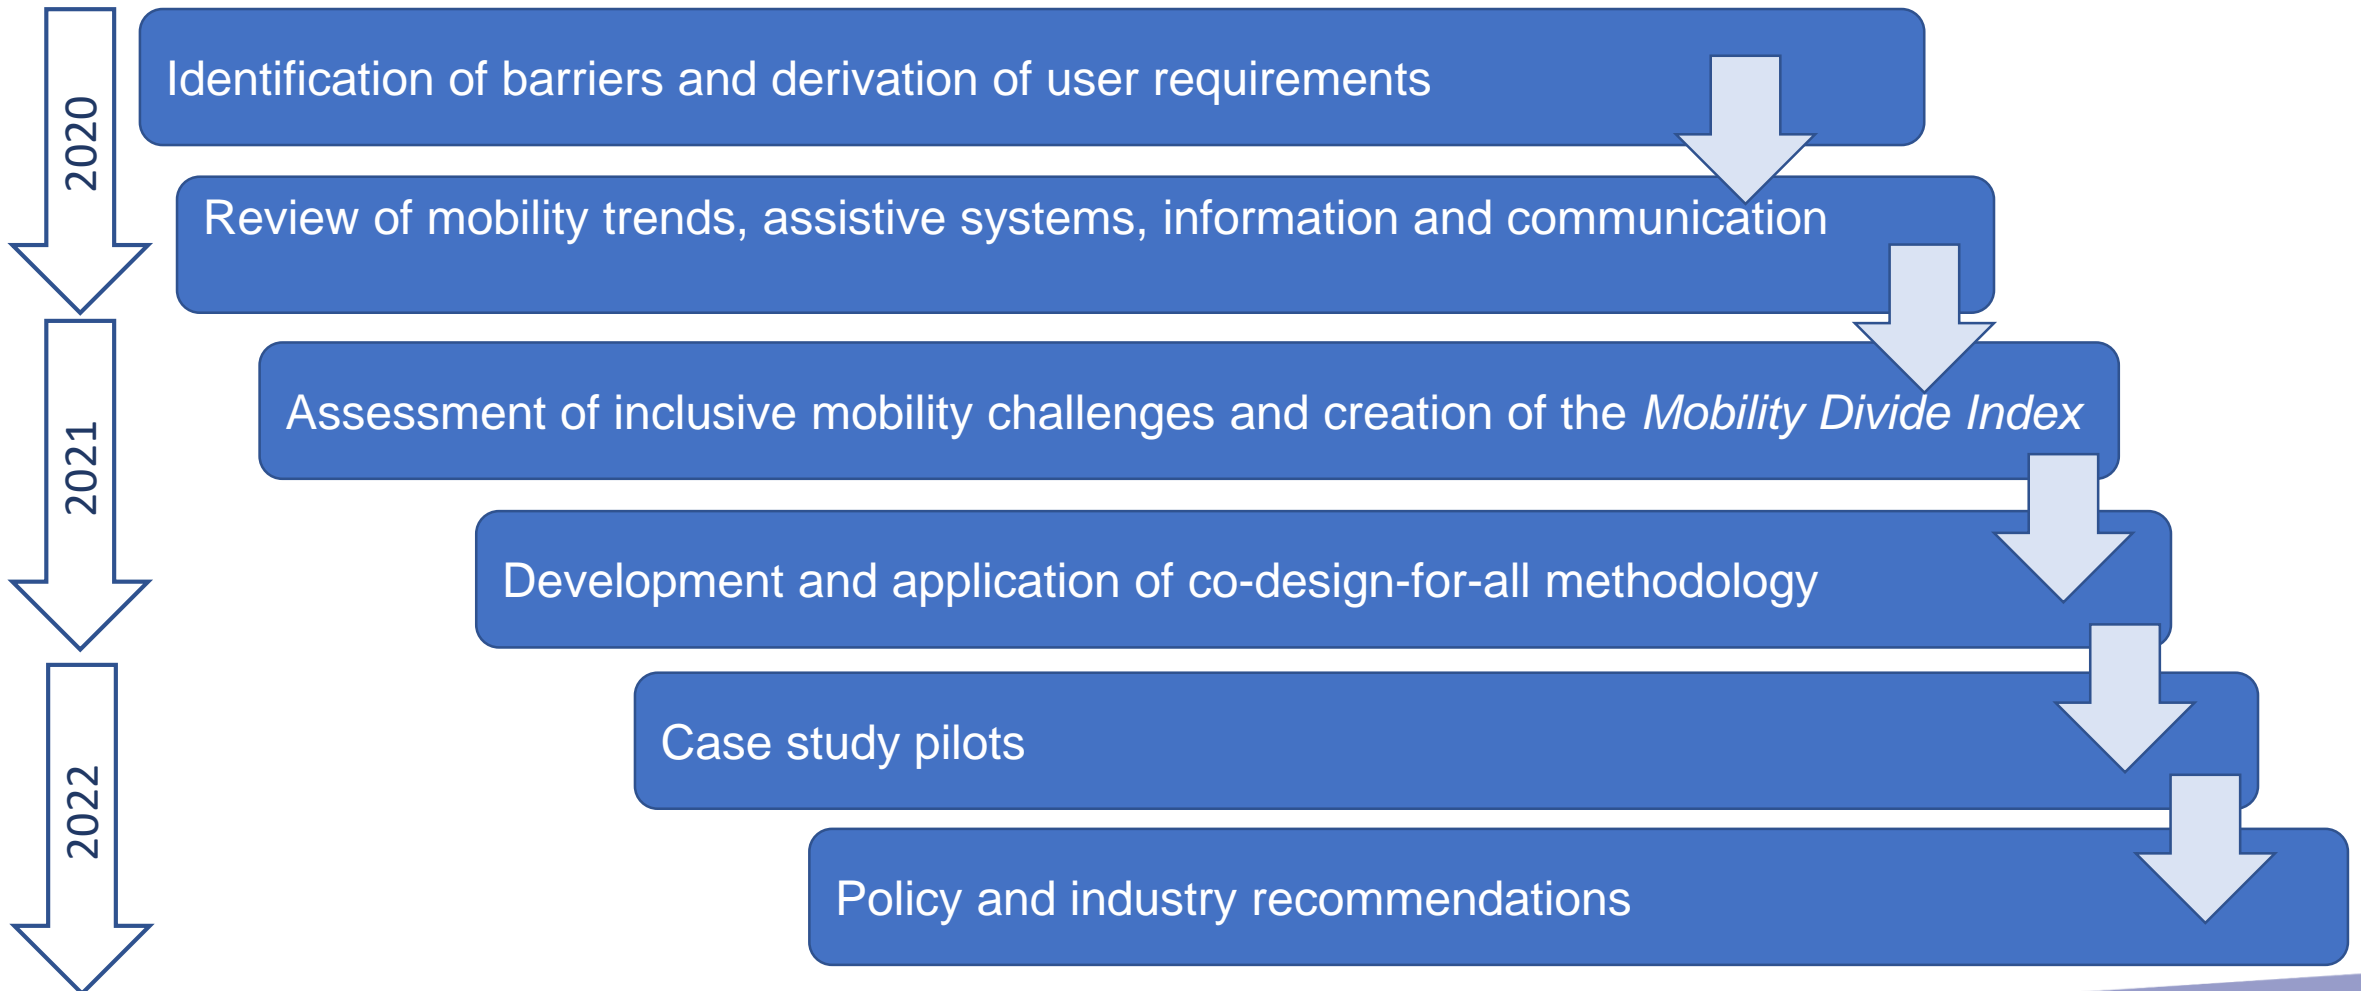 2020
Identification of barriers and derivation of user requirements
Review of mobility trends, assistive systems, information and communication
2021
Assessment of inclusive mobility challenges and creation of the Mobility Divide Index
Development and application of co-design-for-all methodology
2022
Case study pilots
Policy and industry recommendations